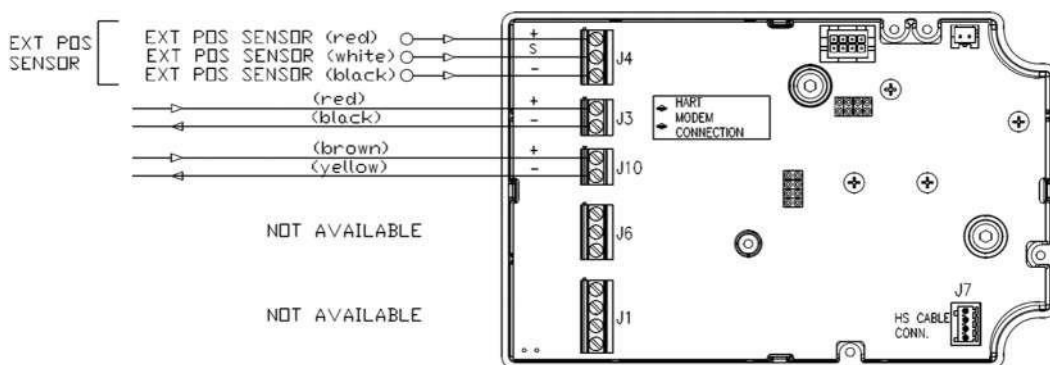 EXT POS
SENSOR
EXT POS SENSOR (red)
EXT POS SENSOR (white)
EXT POS SENSOR (black)
+
S
-
J4
(red)
(black)
+
-
J3
HART
MODEM
CONNECTION
(brown)
(yellow)
+
-
J10
NOT AVAILABLE
J6
NOT AVAILABLE
J1
J7
HS CABLE
CONN.